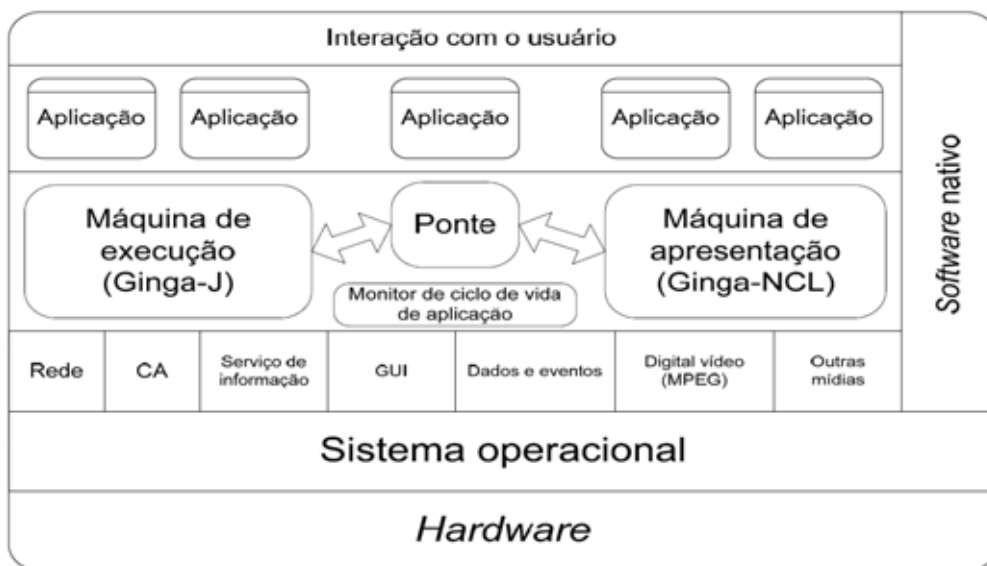 Interação com o usuário
Aplicação
Aplicação
Aplicação
Aplicação
Aplicação
Máquina de
execução
(Ginga-J)
Ponte
Máquina de
apresentação
(Ginga-NCL)
Monitor de ciclo de vida
de aplicação
Rede
CA
Serviço de
informação
GUI
Dados e eventos
Digital vídeo
(MPEG)
Outras
mídias
Software nativo
Sistema operacional
Hardware